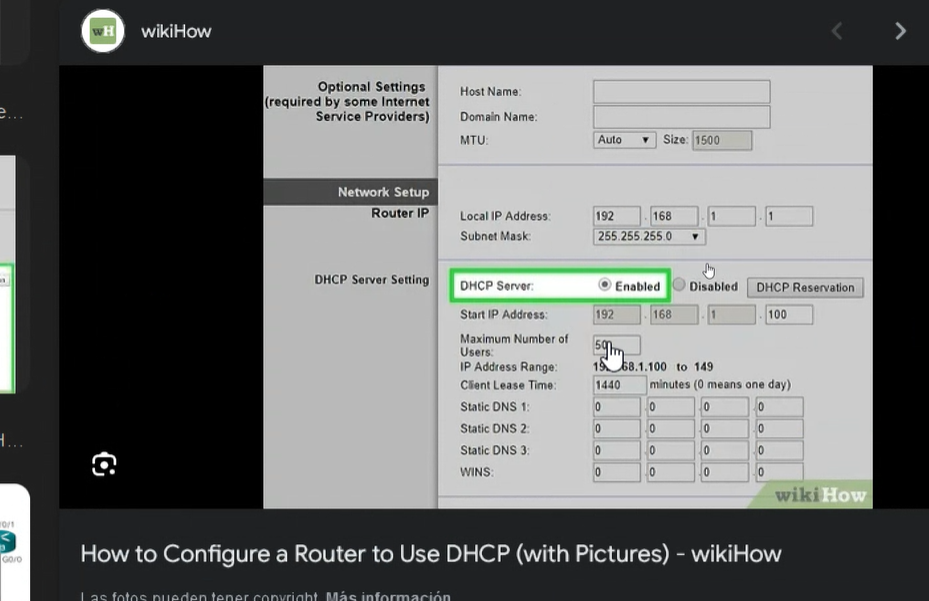 wH wikiHow
e...
Optional Settings
(required by some Internet
Service Providers)
Host Name:
Domain Name:
MTU: Auto Size: 1500
Network Setup
Router IP
Local IP Address: 192 . 168 . 1 . 1
Subnet Mask: 255.255.255.0
DHCP Server Setting
DHCP Server: Enabled Disabled DHCP Reservation
Start IP Address: 192 . 168 . 1 . 100
Maximum Number of
Users: 50
IP Address Range: 192.168.1.100 to 149
Client Lease Time: 1440 minutes (0 means one day)
Static DNS 1: 0 . 0 . 0 . 0
Static DNS 2: 0 . 0 . 0 . 0
Static DNS 3: 0 . 0 . 0 . 0
WINS: 0 . 0 . 0 . 0
H...
wikiHow
0/1
G0/0
How to Configure a Router to Use DHCP (with Pictures) - wikiHow
Las fotos pueden tener copyright. Más información